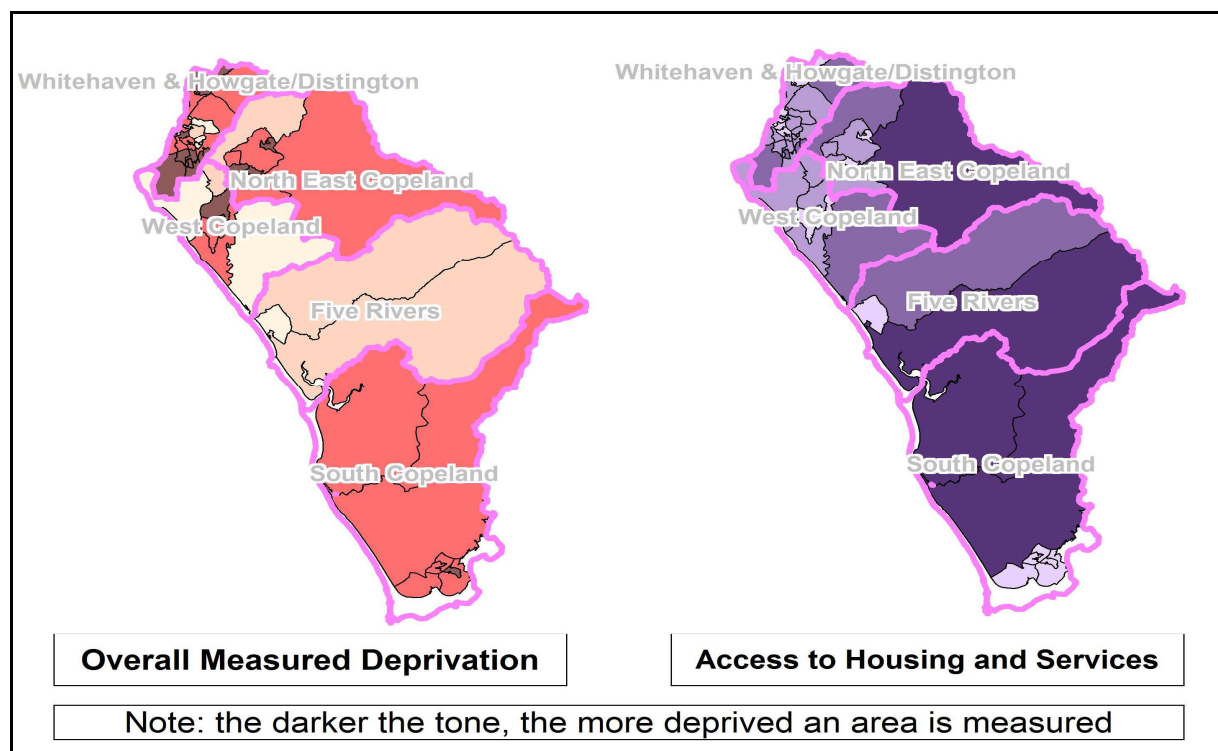 Whitehaven & Howgate/Distington
North East Copeland
West Copeland
Five Rivers
South Copeland
Overall Measured Deprivation
Whitehaven & Howgate/Distington
North East Copeland
West Copeland
Five Rivers
South Copeland
Access to Housing and Services
Note: the darker the tone, the more deprived an area is measured